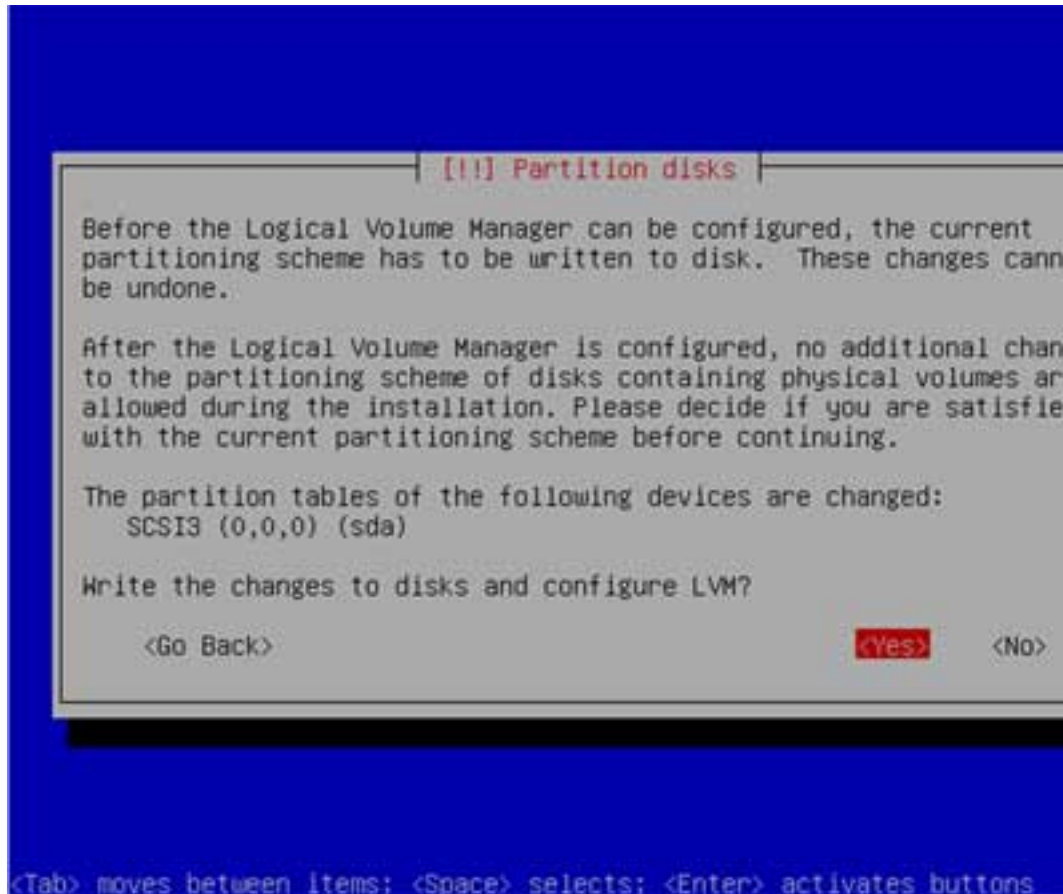 [!!] Partition disks
Before the Logical Volume Manager can be configured, the current
partitioning scheme has to be written to disk.  These changes cann
be undone.
After the Logical Volume Manager is configured, no additional chan
to the partitioning scheme of disks containing physical volumes ar
allowed during the installation. Please decide if you are satisfie
with the current partitioning scheme before continuing.
The partition tables of the following devices are changed:
SCSI3 (0,0,0) (sda)
Write the changes to disks and configure LVM?
<Go Back> <Yes> <No>
<Tab> moves between items; <Space> selects; <Enter> activates buttons